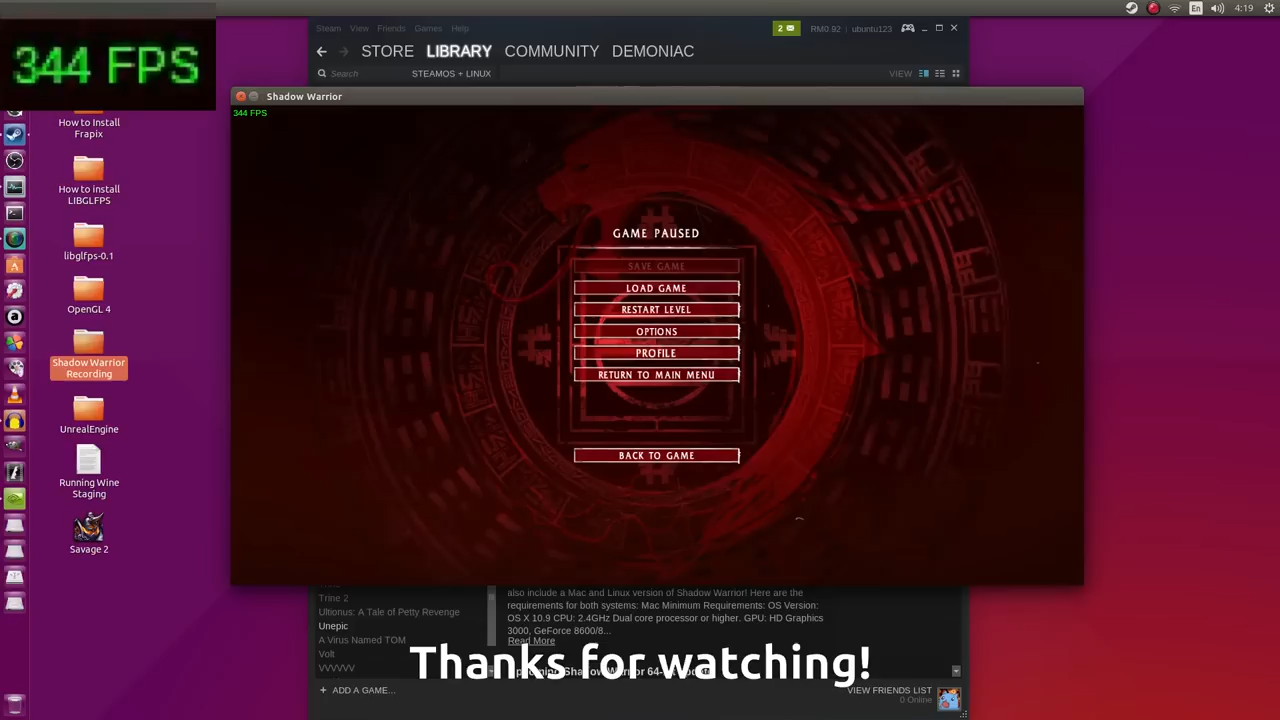 En
4:19
344 FPS
Steam View Friends Games Help
2
RM0.92
ubuntu123
STORE LIBRARY COMMUNITY DEMONIAC
Search
STEAMOS + LINUX
VIEW
Shadow Warrior
344 FPS
How to Install
Frapix
How to install
LIBGLFPS
libglfps-0.1
OpenGL 4
Shadow Warrior
Recording
UnrealEngine
Running Wine
Staging
Savage 2
GAME PAUSED
SAVE GAME
LOAD GAME
RESTART LEVEL
OPTIONS
PROFILE
RETURN TO MAIN MENU
BACK TO GAME
Trine 2
Ultionus: A Tale of Petty Revenge
Unepic
A Virus Named TOM
Volt
VVVVVV
also include a Mac and Linux version of Shadow Warrior! Here are the
requirements for both systems: Mac Minimum Requirements: OS Version:
OS X 10.9 CPU: 2.4GHz Dual core processor or higher. GPU: HD Graphics
3000, GeForce 8600/8...
Read More
Shadow Warrior 64-bit
Thanks for watching!
+ ADD A GAME...
VIEW FRIENDS LIST
0 Online